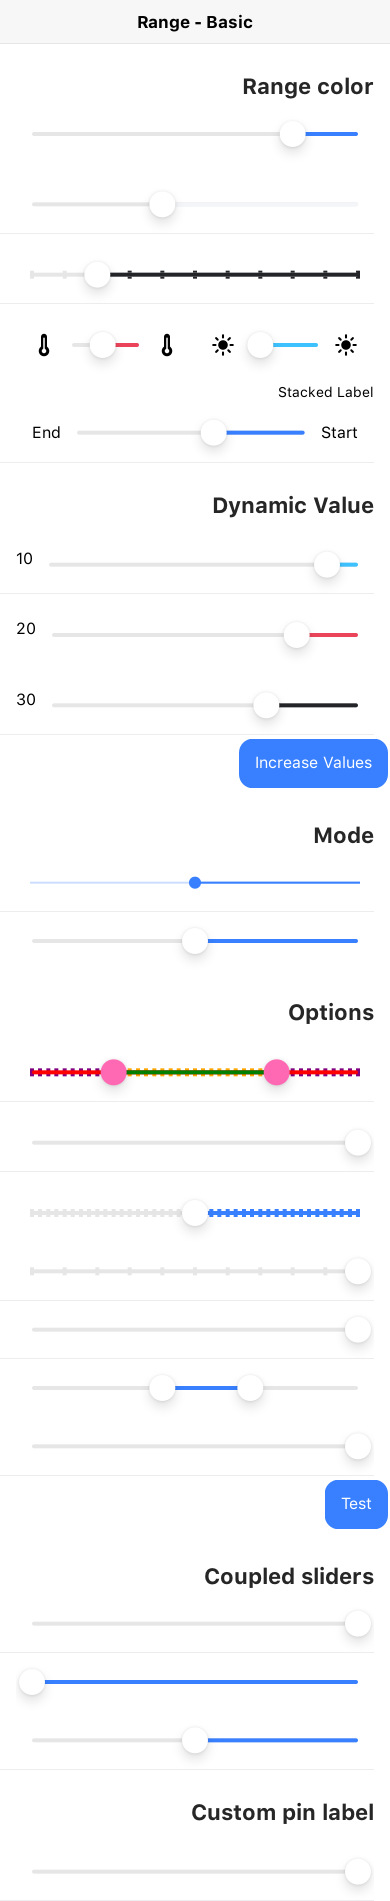 Range - Basic
Range color
Stacked Label
End
Start
Dynamic Value
10
20
30
Increase Values
Mode
Options
Test
Coupled sliders
Custom pin label